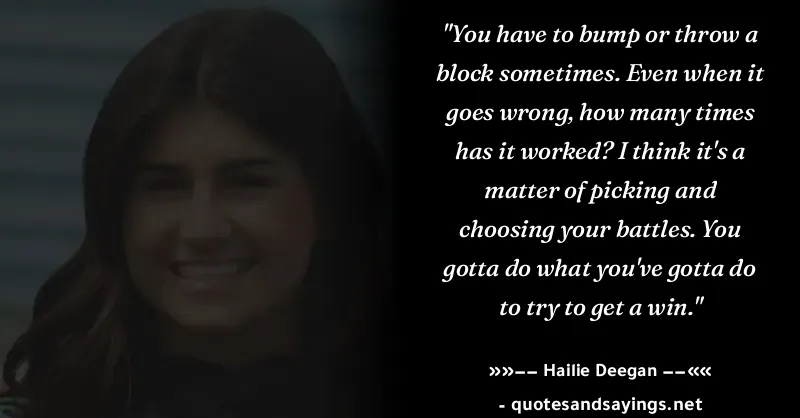 "You have to bump or throw a
block sometimes. Even when it
goes wrong, how many times
has it worked? I think it's a
matter of picking and
choosing your battles. You
gotta do what you've gotta do
to try to get a win."
»»−− Hailie Deegan −−««
- quotesandsayings.net